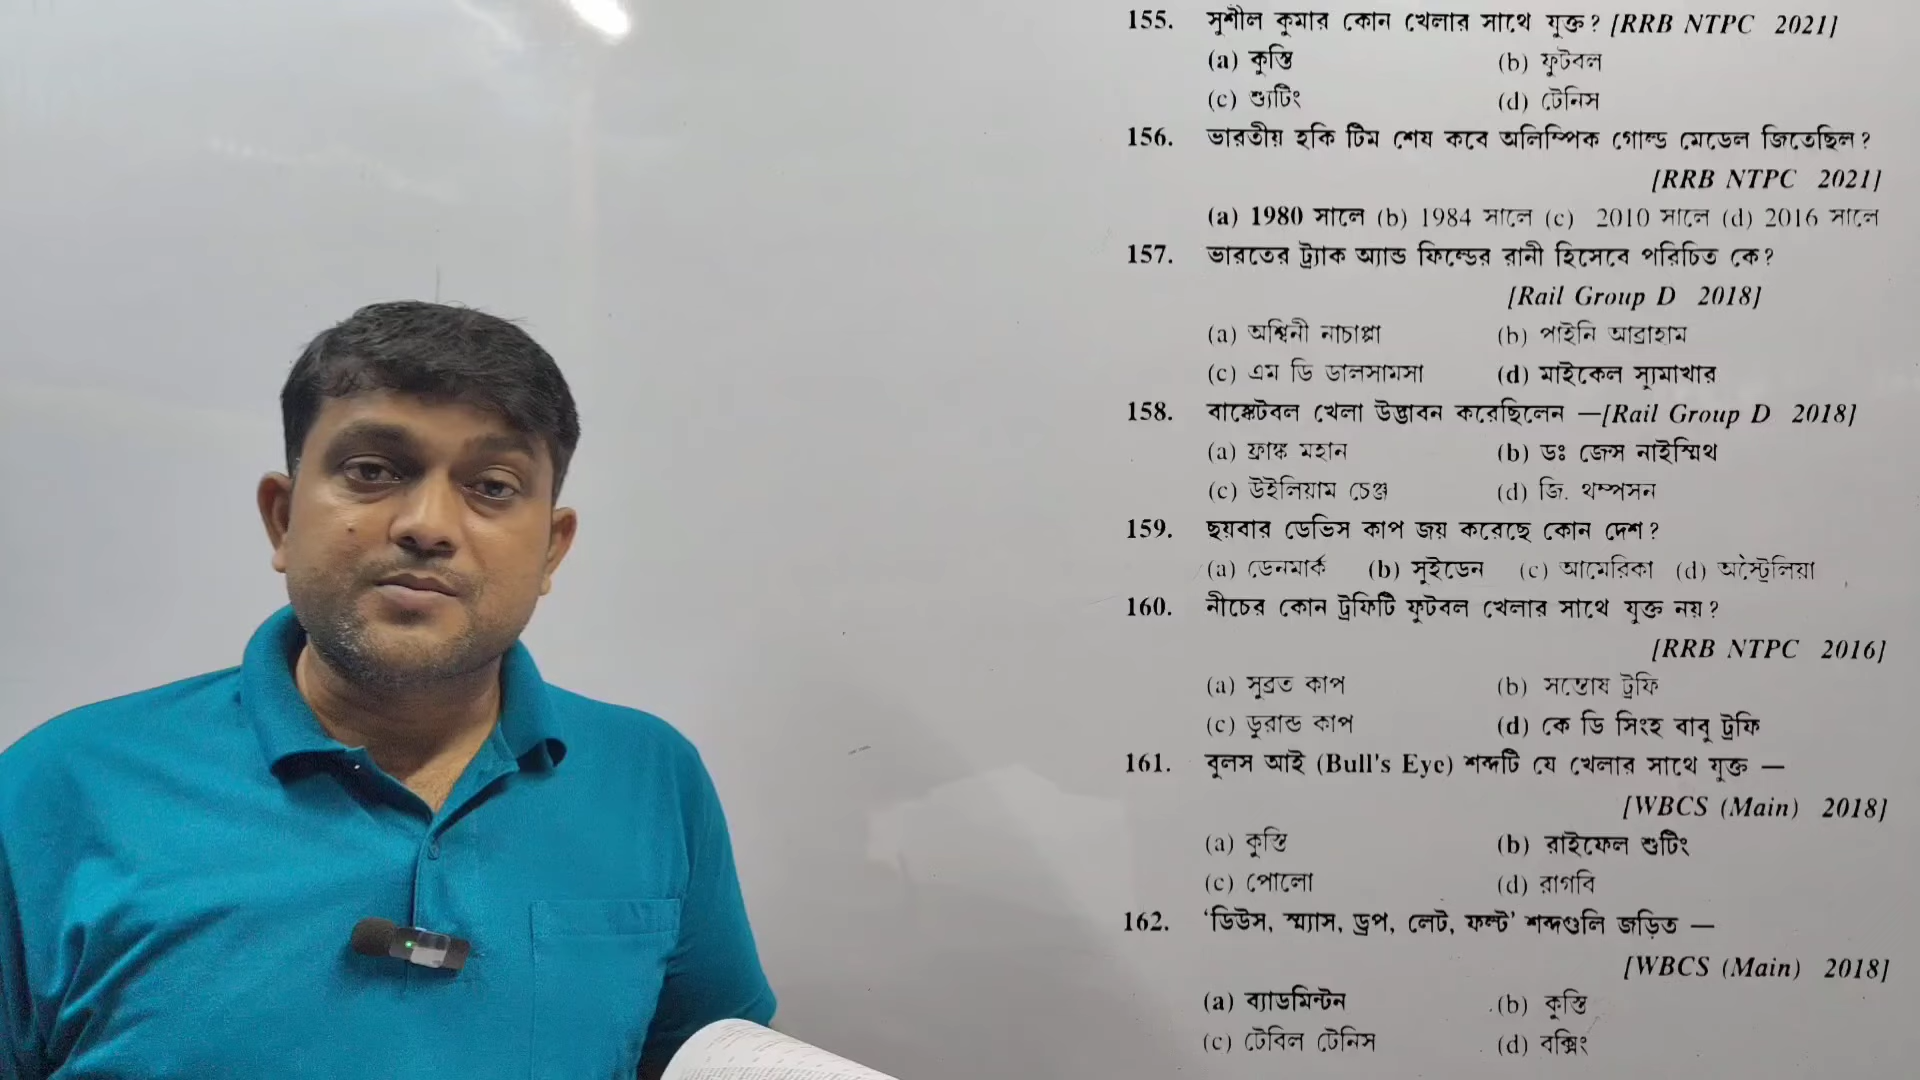 155. সুশীল কুমার কোন খেলার সাথে যুক্ত? [RRB NTPC 2021]
(a) কুস্তি (b) ফুটবল
(c) শ্যুটিং (d) টেনিস
156. ভারতীয় হকি টিম শেষ কবে অলিম্পিক গোল্ড মেডেল জিতেছিল?
[RRB NTPC 2021]
(a) 1980 সালে (b) 1984 সালে (c) 2010 সালে (d) 2016 সালে
157. ভারতের ট্র্যাক অ্যান্ড ফিল্ডের রানী হিসেবে পরিচিত কে?
[Rail Group D 2018]
(a) অশ্বিনী নাচাপ্পা (b) পাইনি আব্রাহাম
(c) এম ডি ভালসামসা (d) মাইকেল স্যুমাখার
158. বাস্কেটবল খেলা উদ্ভাবন করেছিলেন —[Rail Group D 2018]
(a) ফ্রাঙ্ক মহান (b) ডঃ জেস নাইস্মিথ
(c) উইলিয়াম চেঞ্জ (d) জি. থম্পসন
159. ছয়বার ডেভিস কাপ জয় করেছে কোন দেশ?
(a) ডেনমার্ক (b) সুইডেন (c) আমেরিকা (d) অস্ট্রেলিয়া
160. নীচের কোন ট্রফিটি ফুটবল খেলার সাথে যুক্ত নয়?
[RRB NTPC 2016]
(a) সুব্রত কাপ (b) সন্তোষ ট্রফি
(c) ডুরান্ড কাপ (d) কে ডি সিংহ বাবু ট্রফি
161. বুলস আই (Bull's Eye) শব্দটি যে খেলার সাথে যুক্ত —
[WBCS (Main) 2018]
(a) কুস্তি (b) রাইফেল শুটিং
(c) পোলো (d) রাগবি
162. ‘ডিউস, স্ম্যাস, ড্রপ, লেট, ফল্ট’ শব্দগুলি জড়িত —
[WBCS (Main) 2018]
(a) ব্যাডমিন্টন (b) কুস্তি
(c) টেবিল টেনিস (d) বক্সিং